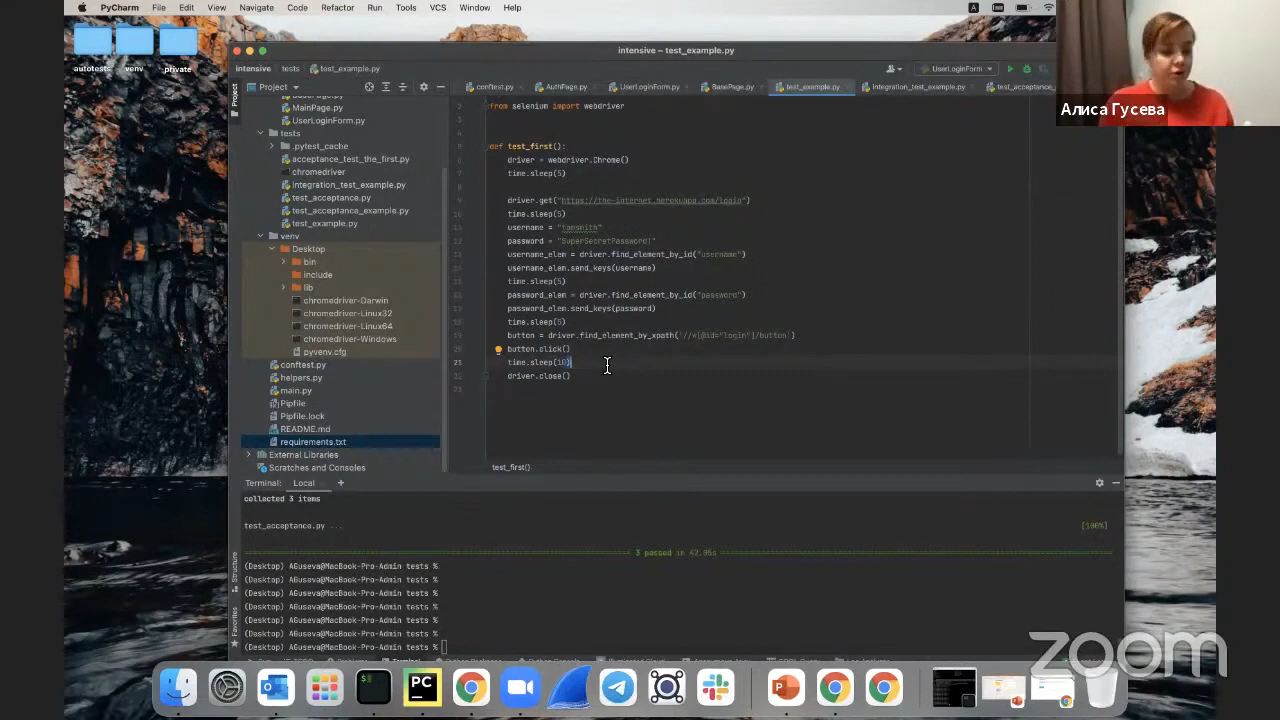 PyCharm File Edit View Navigate Code Refactor Run Tools VCS Window Help
autotests venv private
intensive – test_example.py
intensive tests test_example.py UserLoginForm
Алиса Гусева
Project
conftest.py AuthPage.py UserLoginForm.py BasePage.py test_example.py integration_test_example.py test_acceptance_
MainPage.py
UserLoginForm.py
tests
.pytest_cache
acceptance_test_the_first.py
chromedriver
integration_test_example.py
test_acceptance.py
test_acceptance_example.py
test_example.py
venv
Desktop
bin
include
lib
chromedriver-Darwin
chromedriver-Linux32
chromedriver-Linux64
chromedriver-Windows
pyvenv.cfg
conftest.py
helpers.py
main.py
Pipfile
Pipfile.lock
README.md
requirements.txt
External Libraries
Scratches and Consoles
from selenium import webdriver
def test_first():
driver = webdriver.Chrome()
time.sleep(5)
driver.get("https://the-internet.herokuapp.com/login")
time.sleep(5)
username = "tomsmith"
password = "SuperSecretPassword!"
username_elem = driver.find_element_by_id("username")
username_elem.send_keys(username)
time.sleep(5)
password_elem = driver.find_element_by_id("password")
password_elem.send_keys(password)
time.sleep(5)
button = driver.find_element_by_xpath('//*[@id="login"]/button')
button.click()
time.sleep(10)
driver.close()
test_first()
Terminal: Local +
collected 3 items
test_acceptance.py ... [100%]
3 passed in 42.05s
(Desktop) AGuseva@MacBook-Pro-Admin tests %
(Desktop) AGuseva@MacBook-Pro-Admin tests %
(Desktop) AGuseva@MacBook-Pro-Admin tests %
(Desktop) AGuseva@MacBook-Pro-Admin tests %
(Desktop) AGuseva@MacBook-Pro-Admin tests %
(Desktop) AGuseva@MacBook-Pro-Admin tests %
(Desktop) AGuseva@MacBook-Pro-Admin tests %
Structure
Favorites
zoom
PC